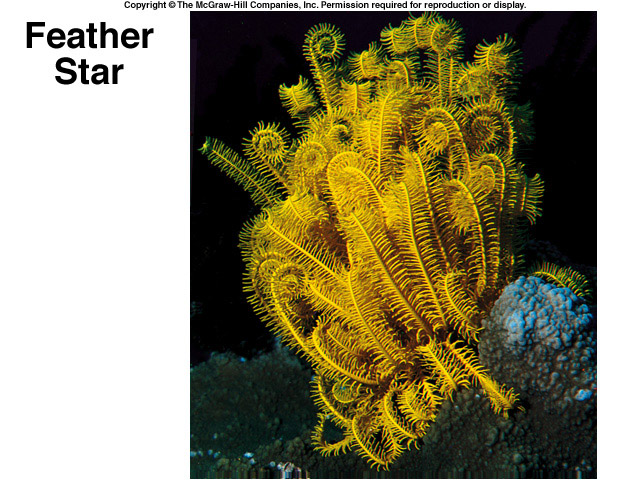 Copyright © The McGraw-Hill Companies, Inc. Permission required for reproduction or display.
Feather
Star